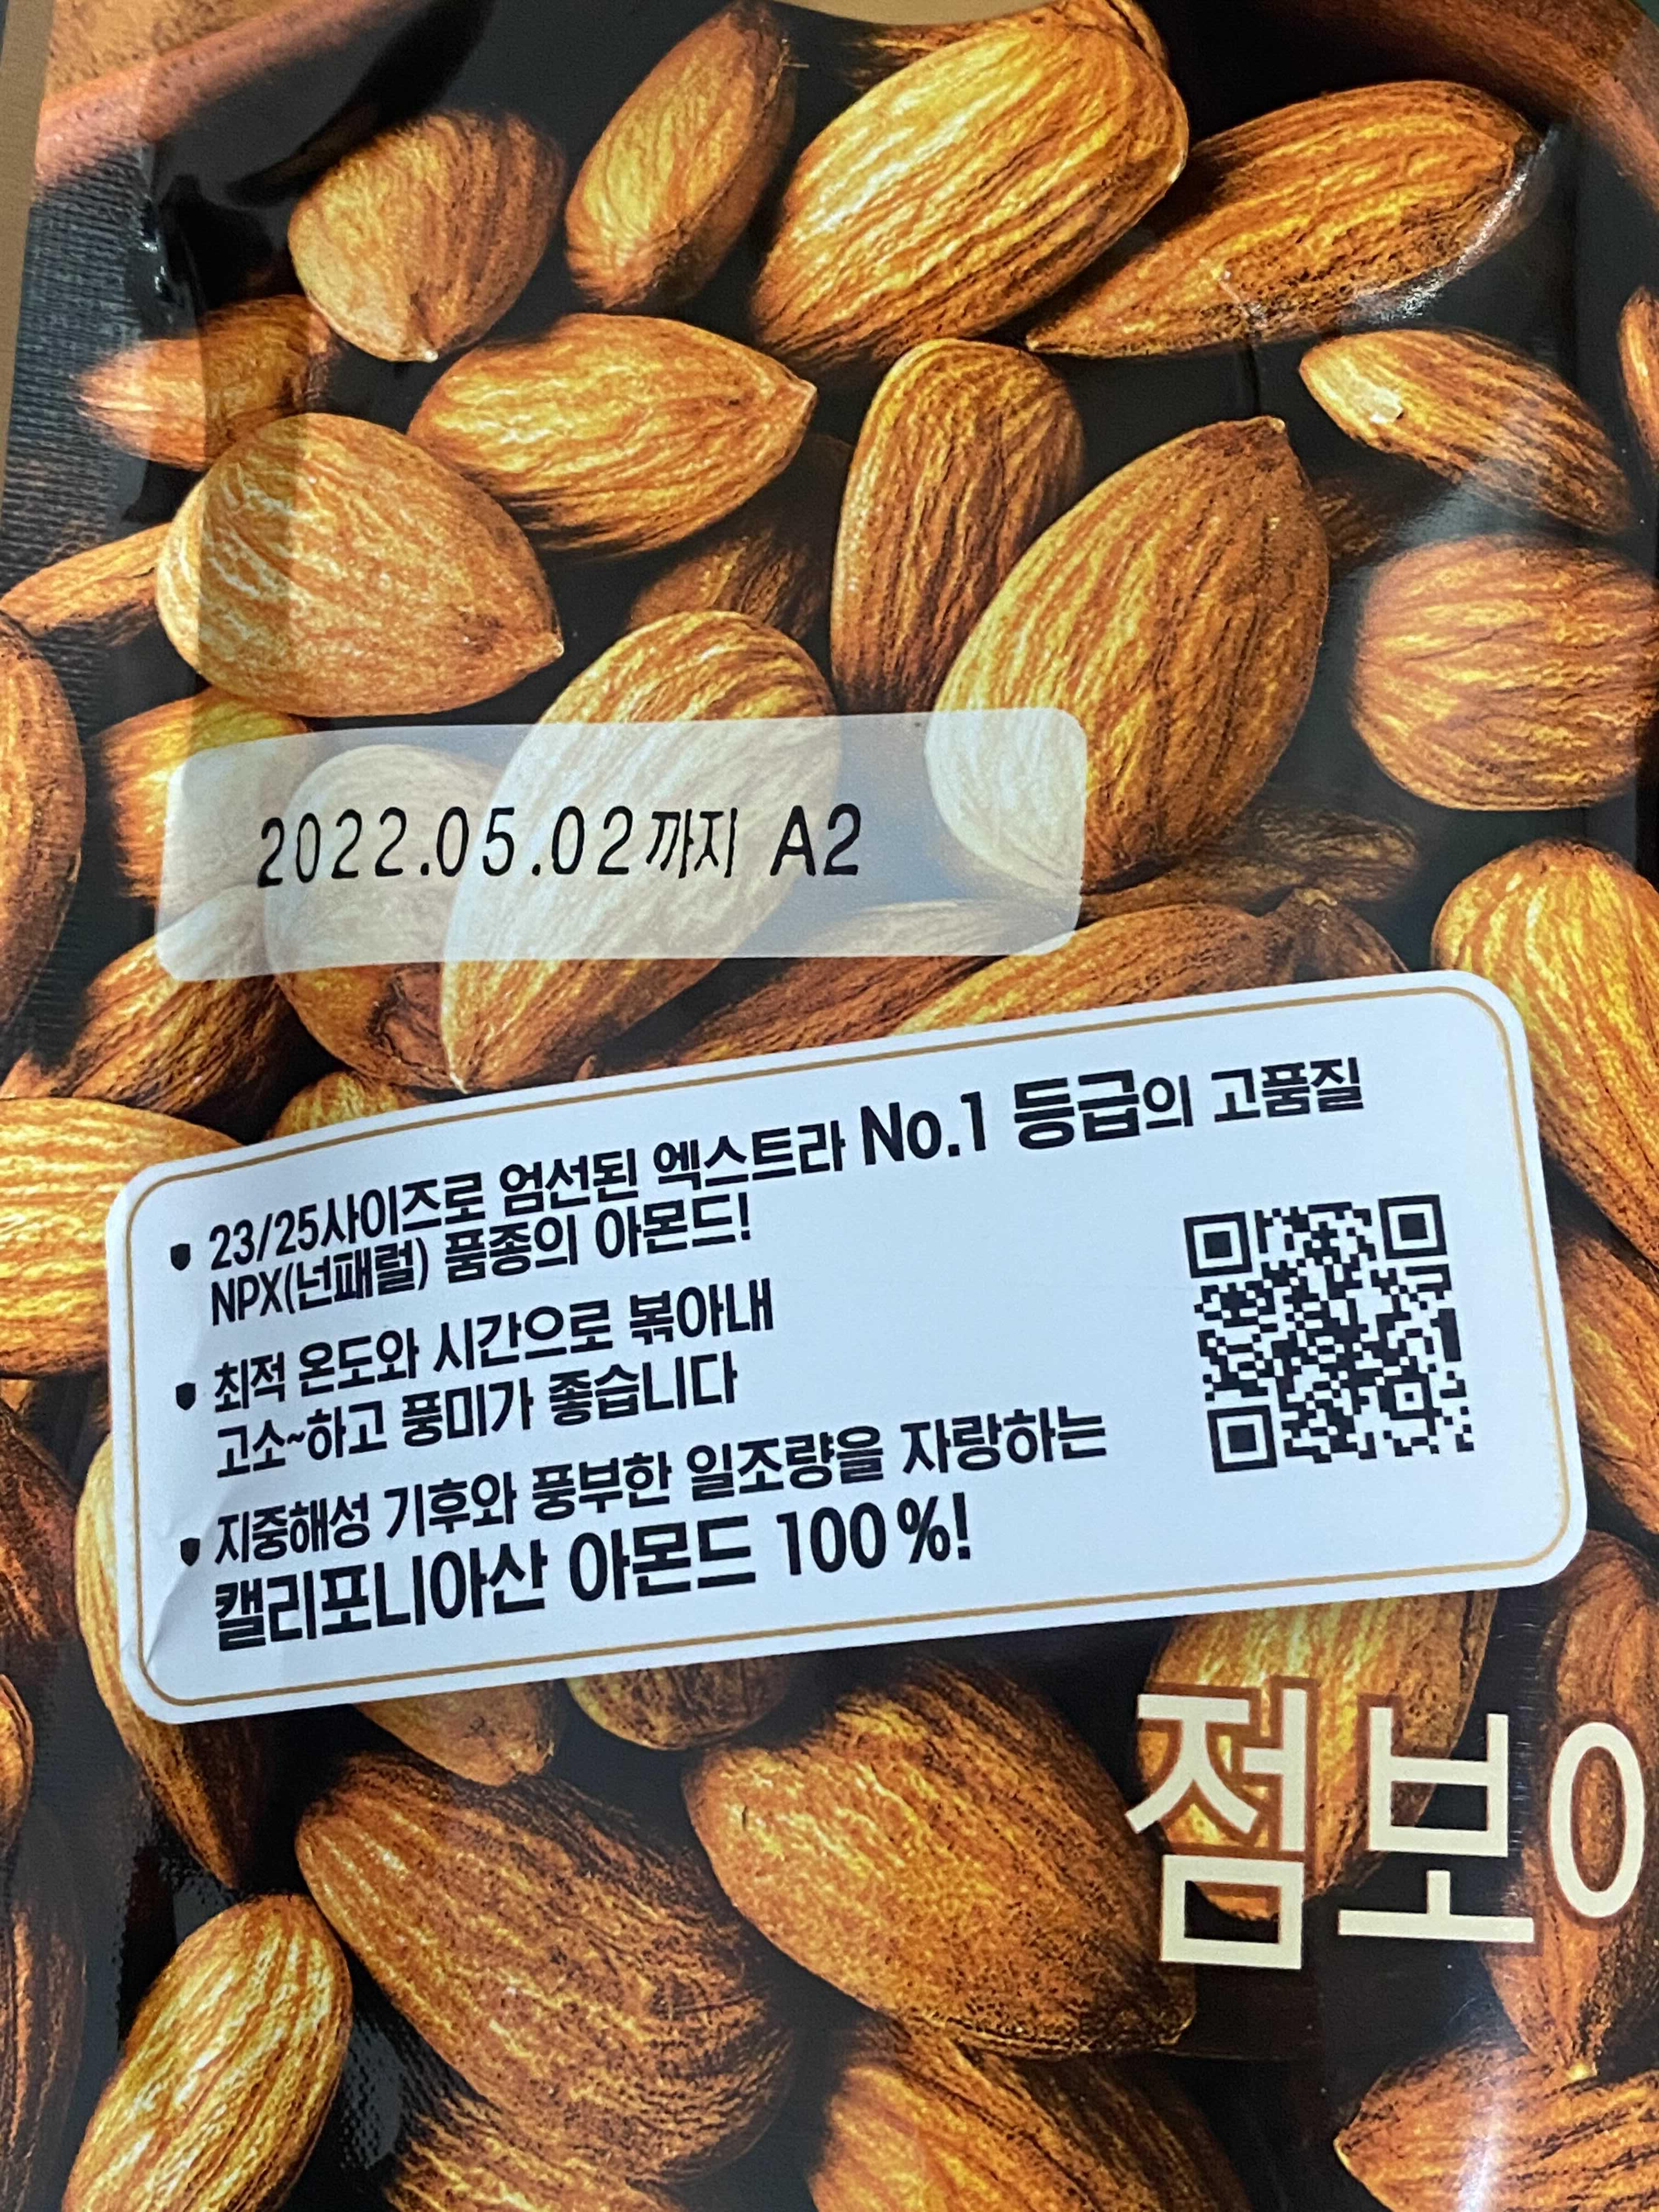 2022.05.02까지 A2
23/25사이즈로 엄선된 엑스트라 No.1 등급의 고품질
NPX(넌패럴) 품종의 아몬드!
최적 온도와 시간으로 볶아내
고소~하고 풍미가 좋습니다
지중해성 기후와 풍부한 일조량을 자랑하는
캘리포니아산 아몬드 100%!
점보